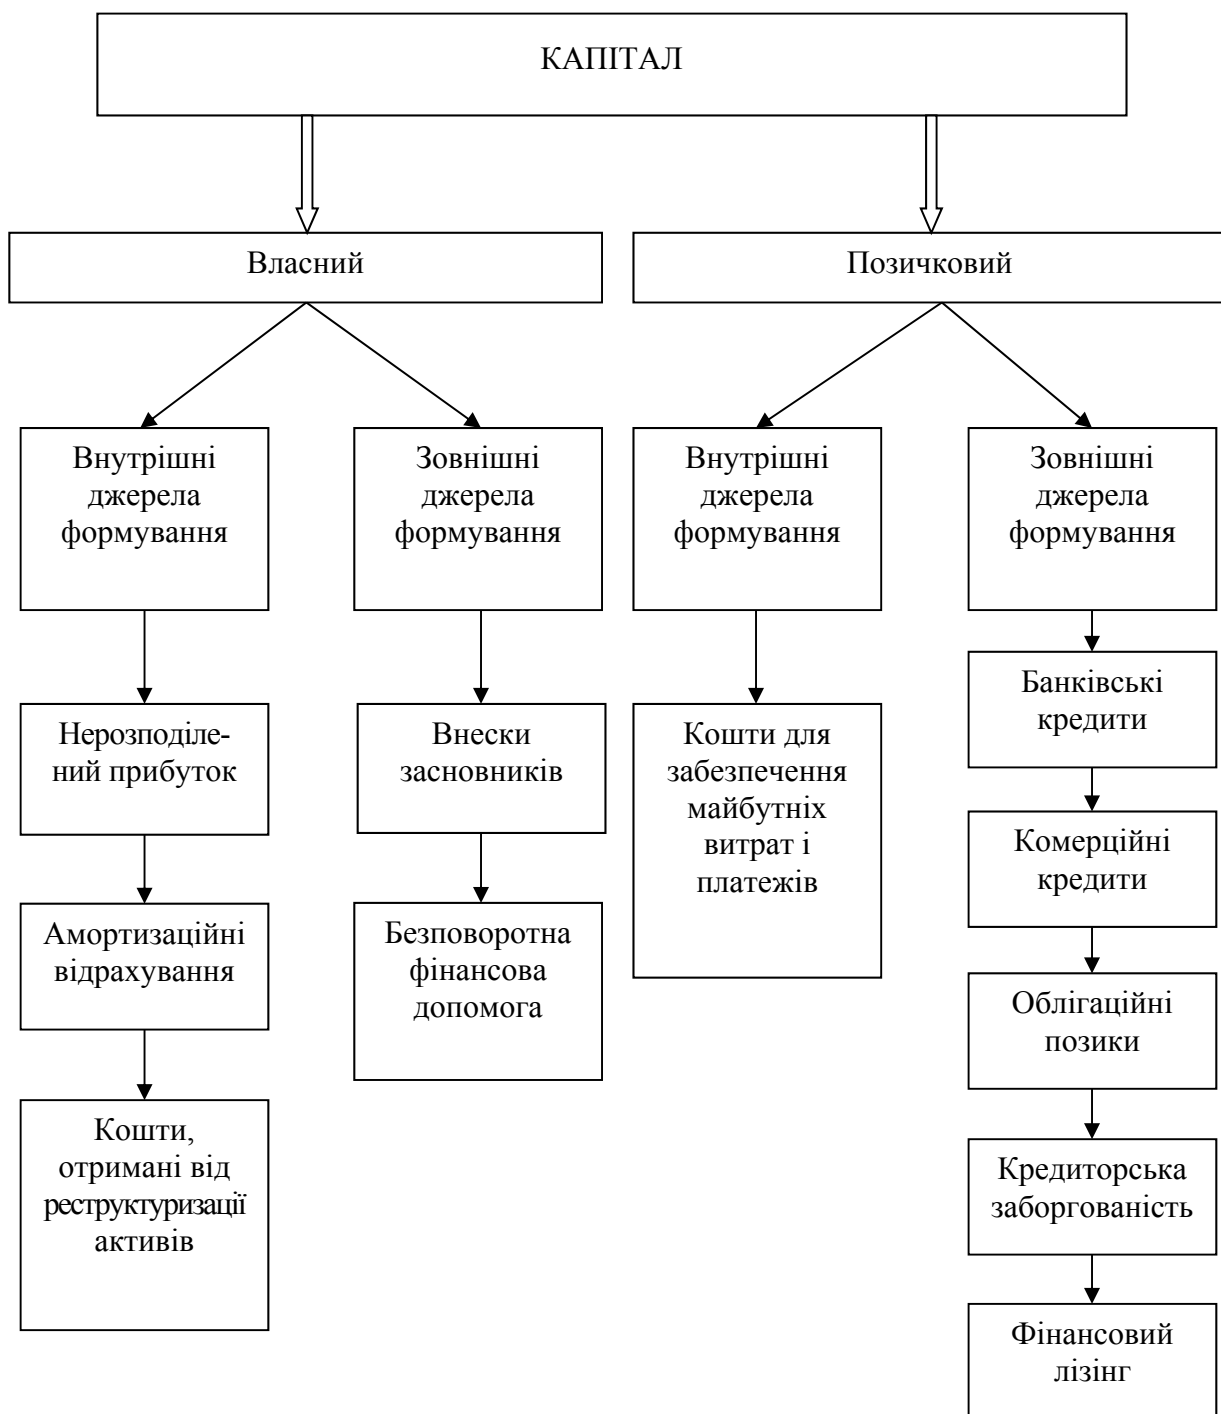 КАПІТАЛ
Власний
Позичковий
Внутрішні
джерела
формування
Зовнішні
джерела
формування
Внутрішні
джерела
формування
Зовнішні
джерела
формування
Нерозподіле-
ний прибуток
Внески
засновників
Кошти для
забезпечення
майбутніх
витрат і
платежів
Банківські
кредити
Комерційні
кредити
Амортизаційні
відрахування
Безповоротна
фінансова
допомога
Облігаційні
позики
Кошти,
отримані від
реструктуризації
активів
Кредиторська
заборгованість
Фінансовий
лізінг